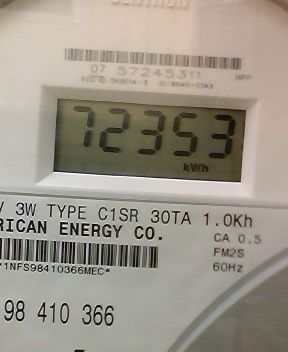 07 57245311
HPP
72353
kWh
V 3W TYPE C1SR 30TA 1.0Kh
RICAN ENERGY CO.
CA 0.5
FM2S
60Hz
*1NFS98410366MEC*
98 410 366